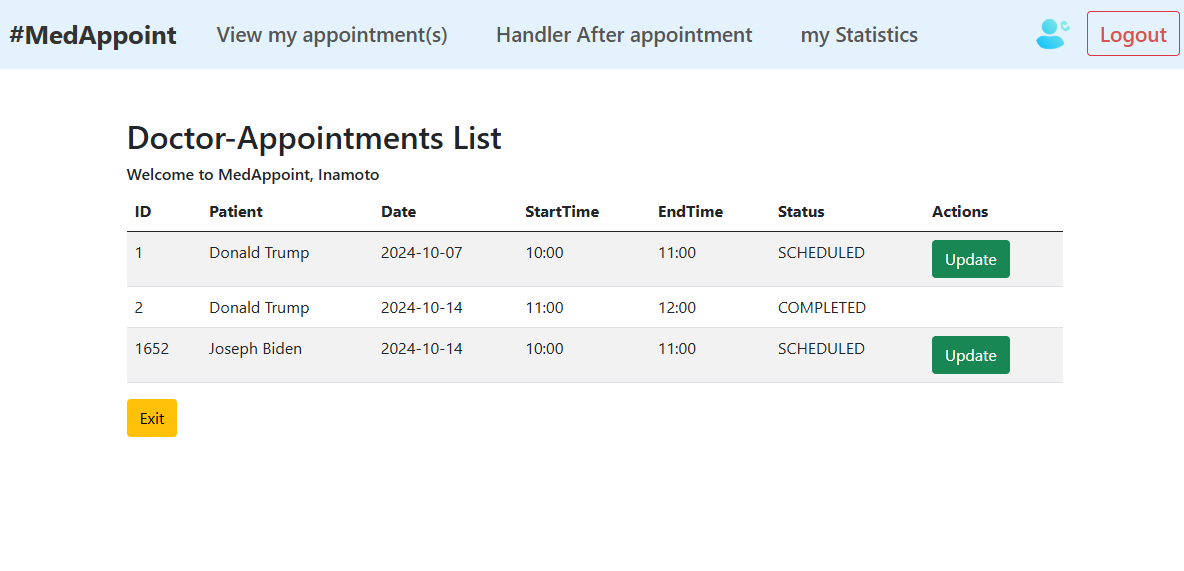 #MedAppoint View my appointment(s) Handler After appointment my Statistics Logout
Doctor-Appointments List
Welcome to MedAppoint, Inamoto
ID Patient Date StartTime EndTime Status Actions
1 Donald Trump 2024-10-07 10:00 11:00 SCHEDULED Update
2 Donald Trump 2024-10-14 11:00 12:00 COMPLETED
1652 Joseph Biden 2024-10-14 10:00 11:00 SCHEDULED Update
Exit